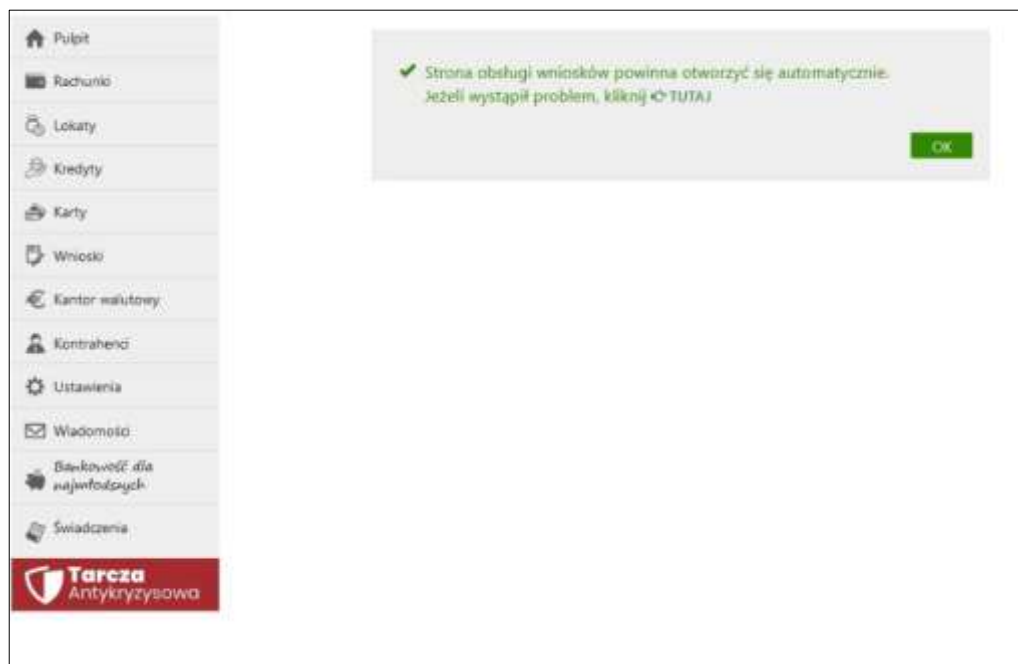 Pulpit
Rachunki
Lokaty
Kredyty
Karty
Wnioski
Kantor walutowy
Kontrahenci
Ustawienia
Wiadomości
Bankowość dla
najmłodszych
Świadczenia
Tarcza
Antykryzysowa
Strona obsługi wniosków powinna otworzyć się automatycznie.
Jeżeli wystąpił problem, kliknij TUTAJ
OK